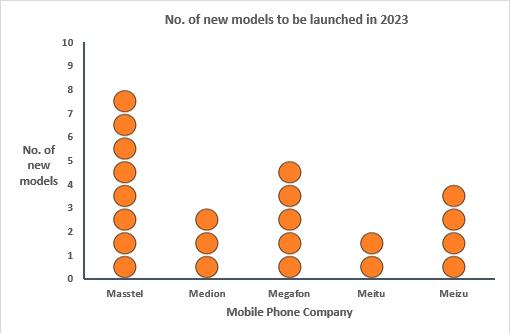 No. of new models to be launched in 2023
10
9
8
7
6
5
4
3
2
1
0
No. of
new
models
Masstel Medion Megafon Meitu Meizu
Mobile Phone Company